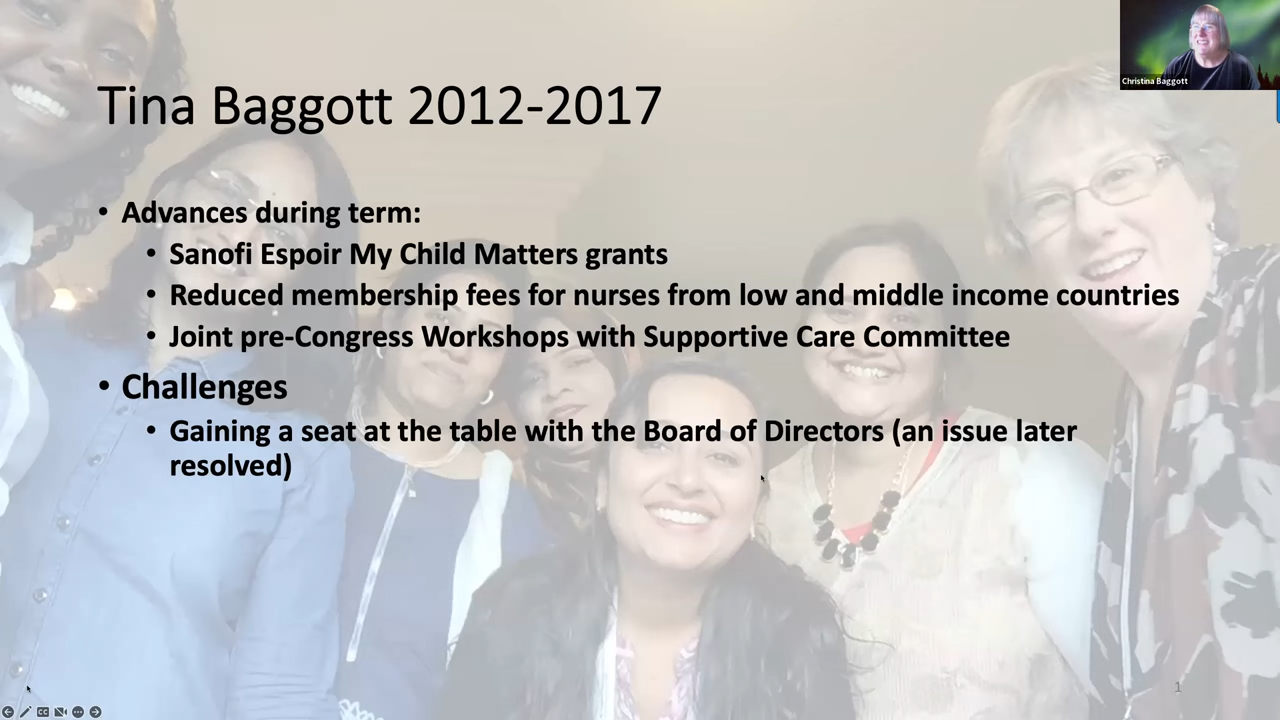 Christina Baggott
Tina Baggott 2012-2017
• Advances during term:
• Sanofi Espoir My Child Matters grants
• Reduced membership fees for nurses from low and middle income countries
• Joint pre-Congress Workshops with Supportive Care Committee
• Challenges
• Gaining a seat at the table with the Board of Directors (an issue later
resolved)
1
CC